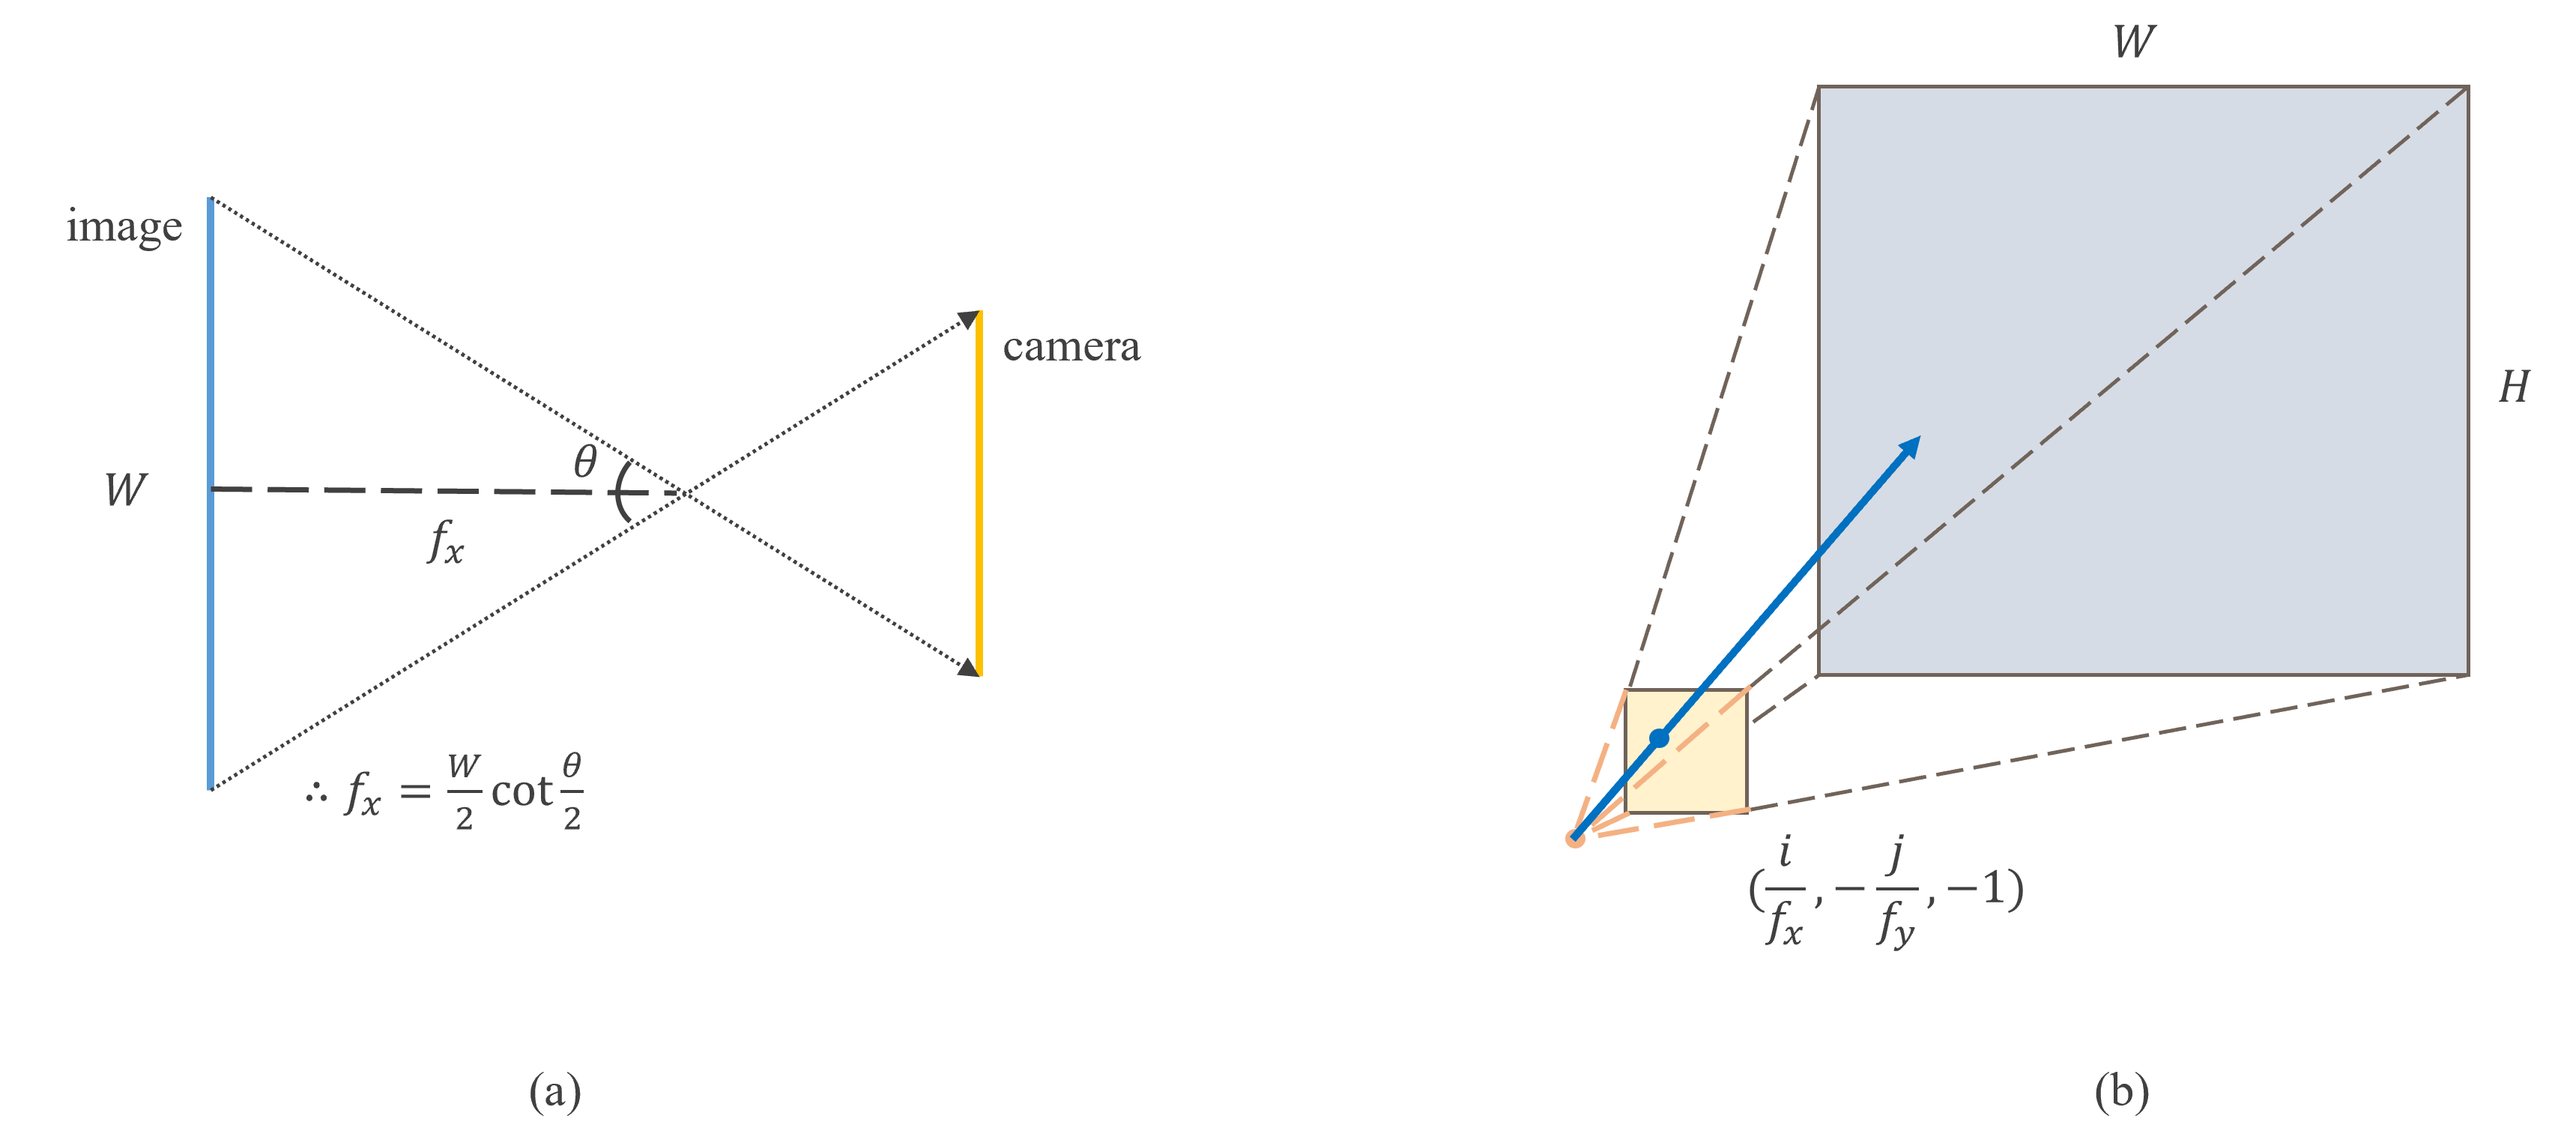 image
camera
W
θ
f_x
∴ f_x = W/2 cot θ/2
(a)
W
H
(i/f_x, −j/f_y, −1)
(b)